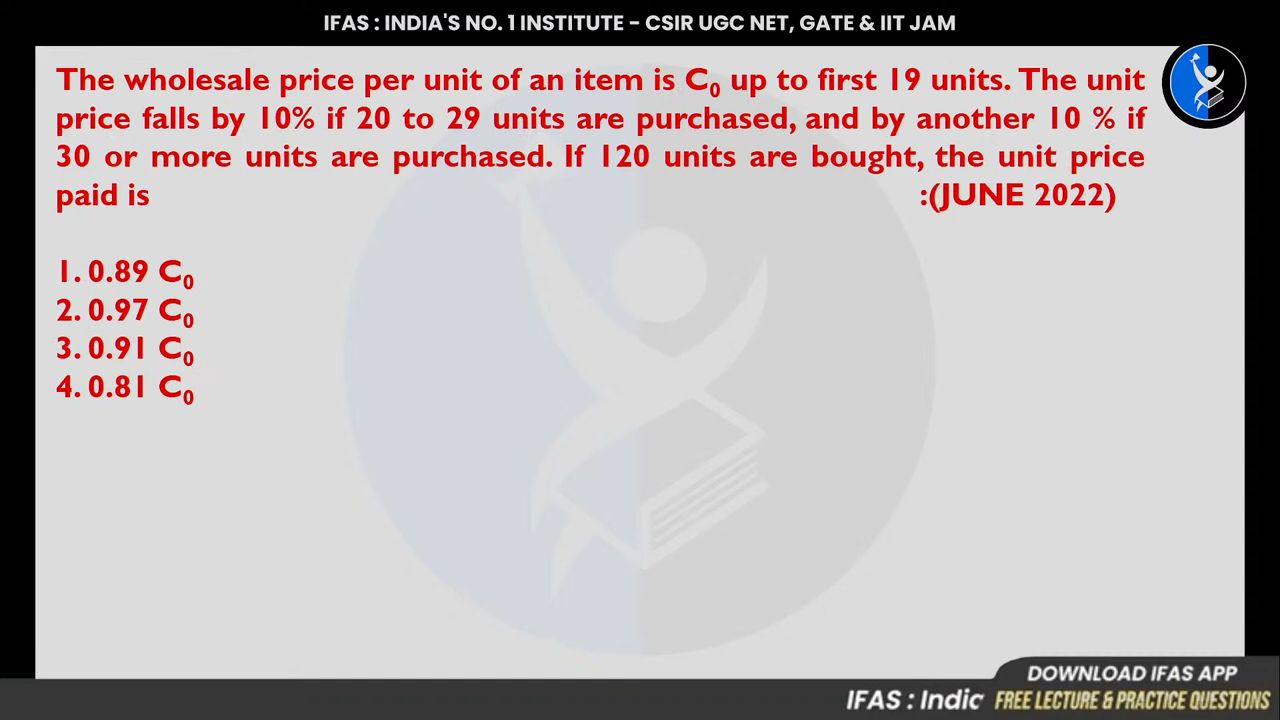 IFAS : INDIA'S NO. 1 INSTITUTE – CSIR UGC NET, GATE & IIT JAM
The wholesale price per unit of an item is C₀ up to first 19 units. The unit
price falls by 10% if 20 to 29 units are purchased, and by another 10 % if
30 or more units are purchased. If 120 units are bought, the unit price
paid is :(JUNE 2022)
1. 0.89 C₀
2. 0.97 C₀
3. 0.91 C₀
4. 0.81 C₀
DOWNLOAD IFAS APP
IFAS : Indic FREE LECTURE & PRACTICE QUESTIONS